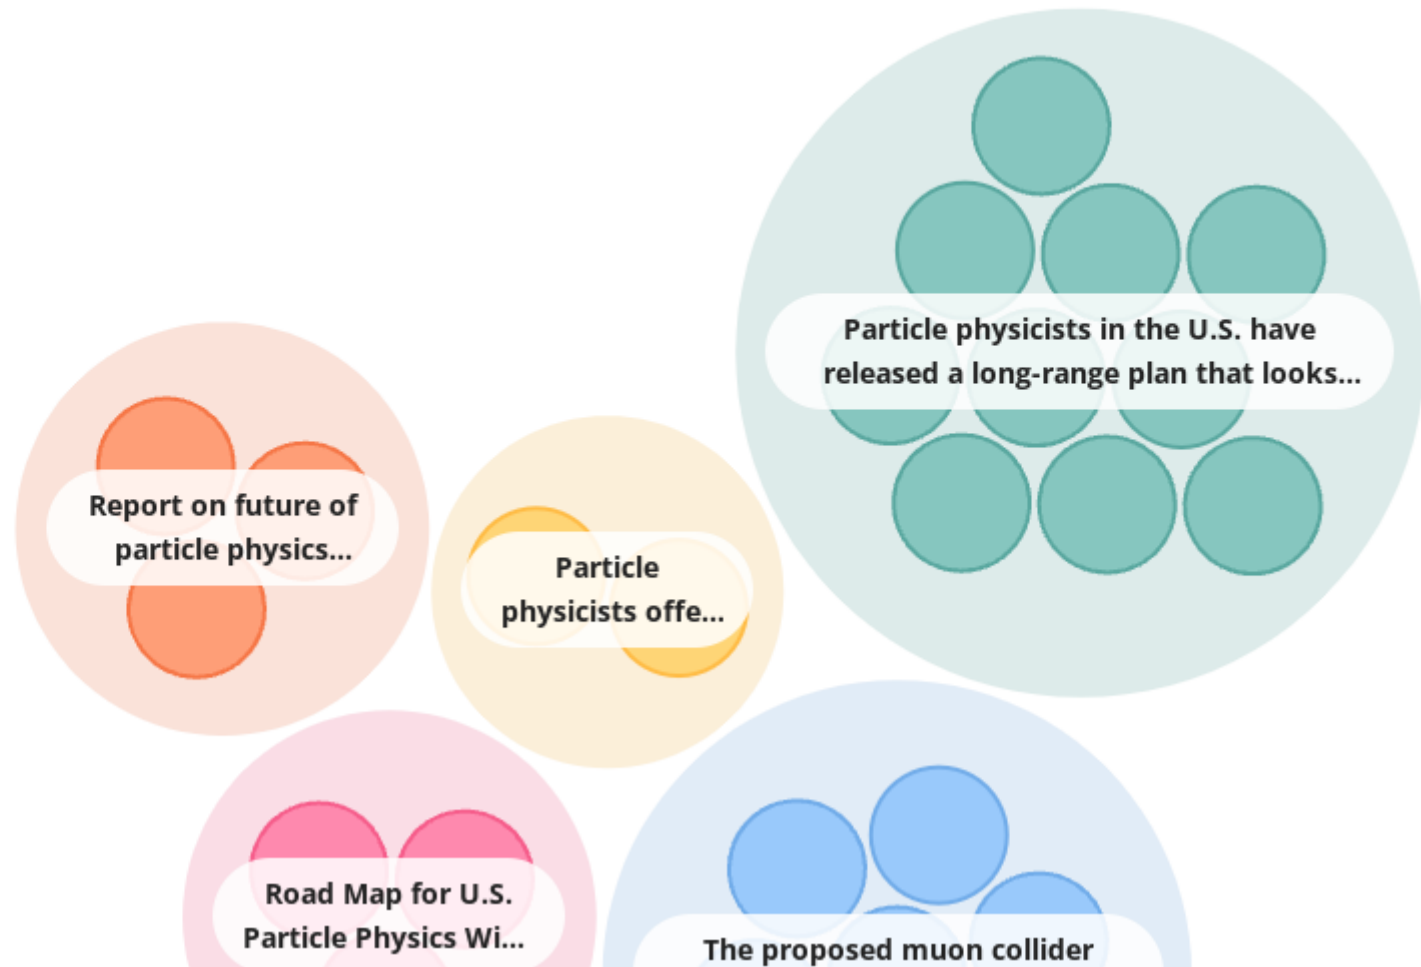 Particle physicists in the U.S. have
released a long-range plan that looks...
Report on future of
particle physics...
Particle
physicists offe...
Road Map for U.S.
Particle Physics Wi...
The proposed muon collider